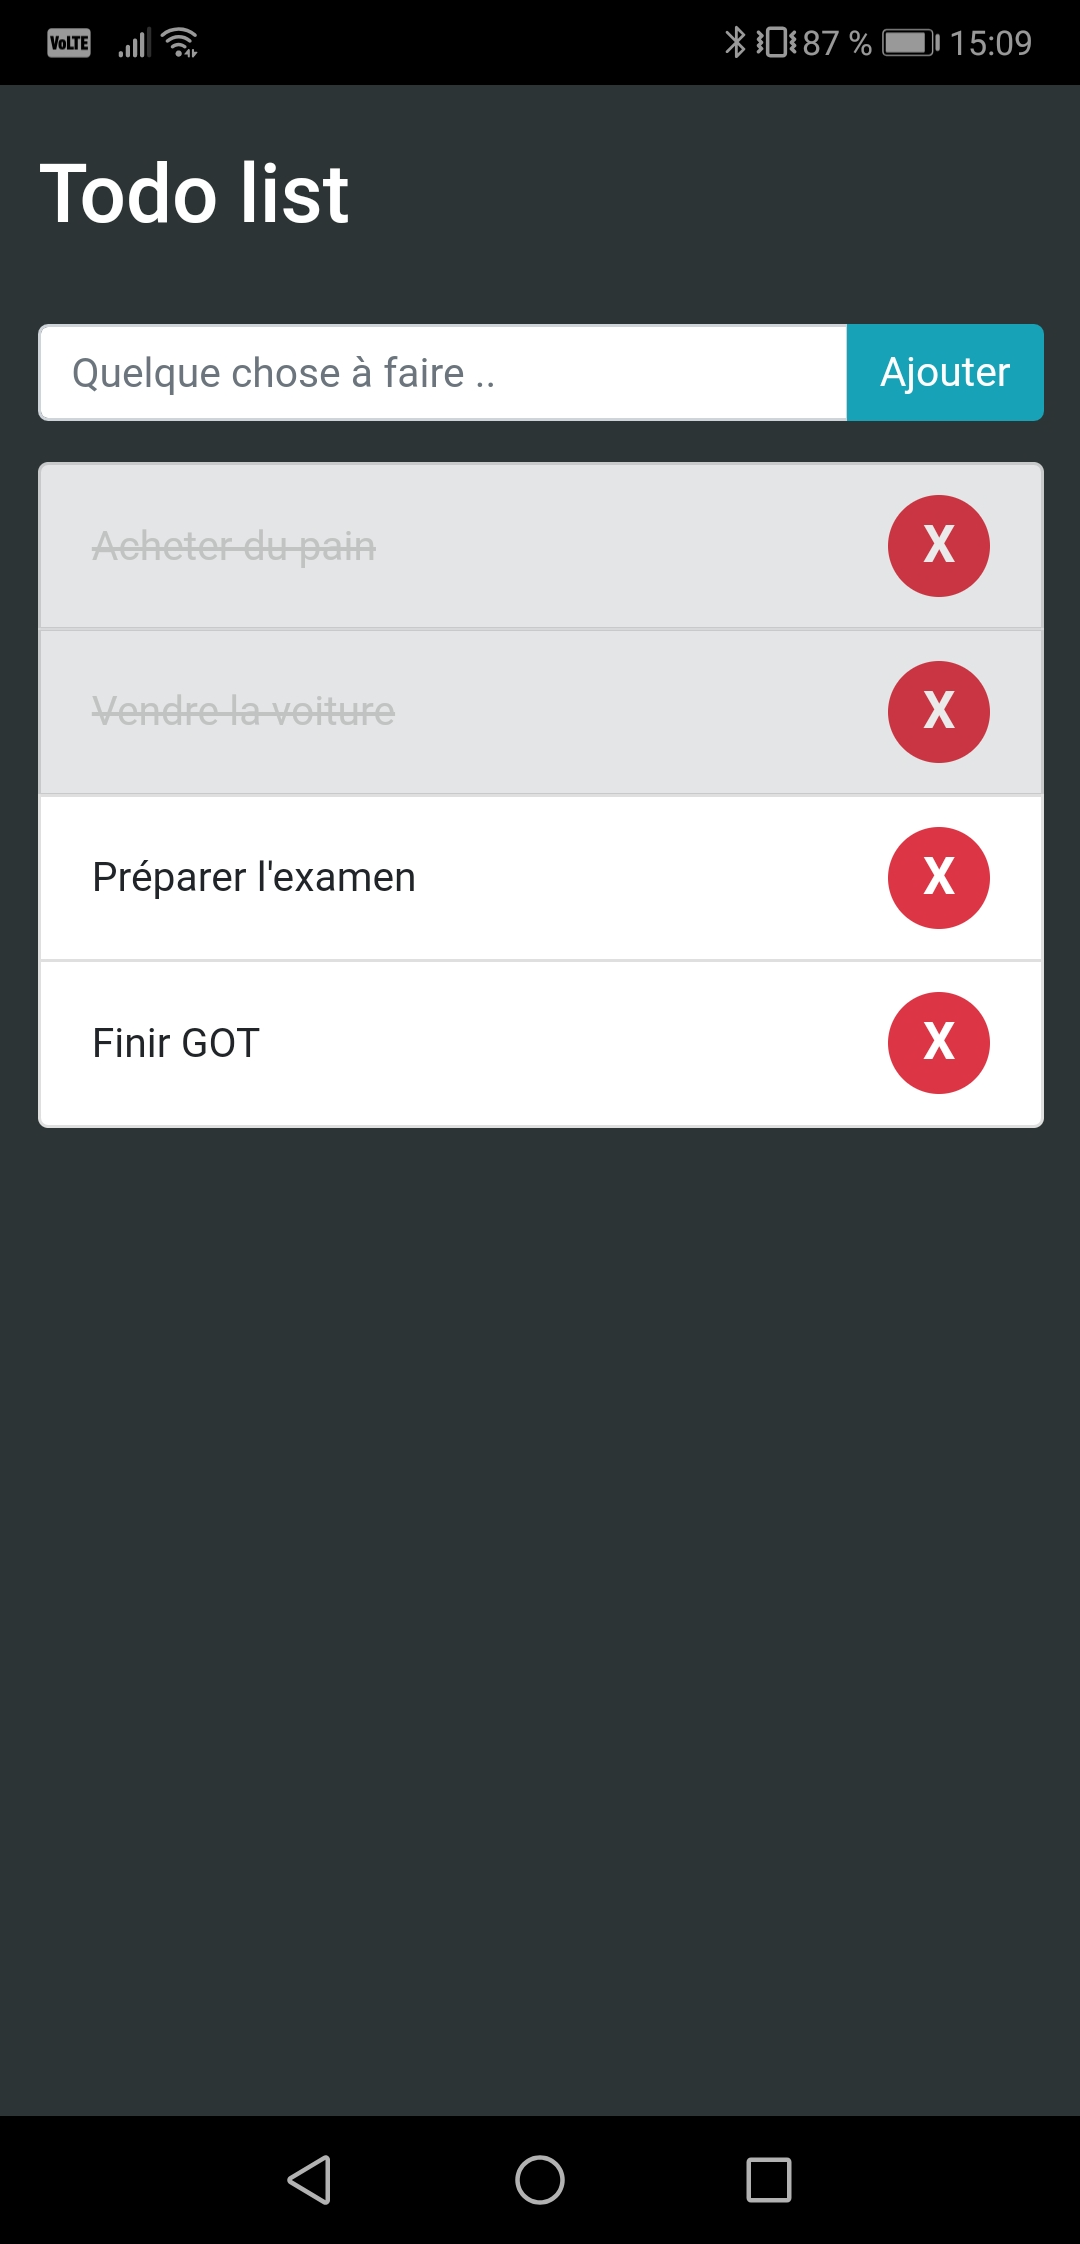 VoLTE 87 % 15:09
Todo list
Quelque chose à faire .. Ajouter
Acheter du pain X
Vendre la voiture X
Préparer l'examen X
Finir GOT X